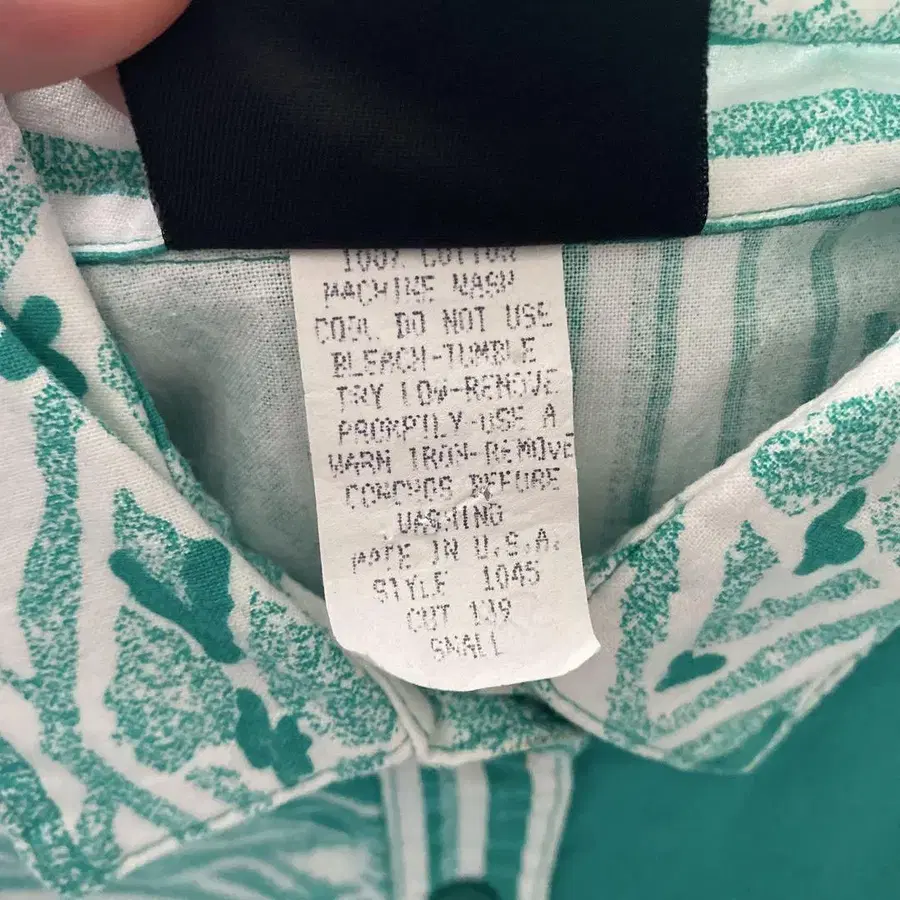 100% COTTON
MACHINE WASH
COOL DO NOT USE
BLEACH-TUMBLE
TRY LOW-REMOVE
PROMPTLY-USE A
WARM IRON-REMOVE
CONCHOS BEFORE
WASHING
MADE IN U.S.A.
STYLE 1045
CUT 139
SMALL